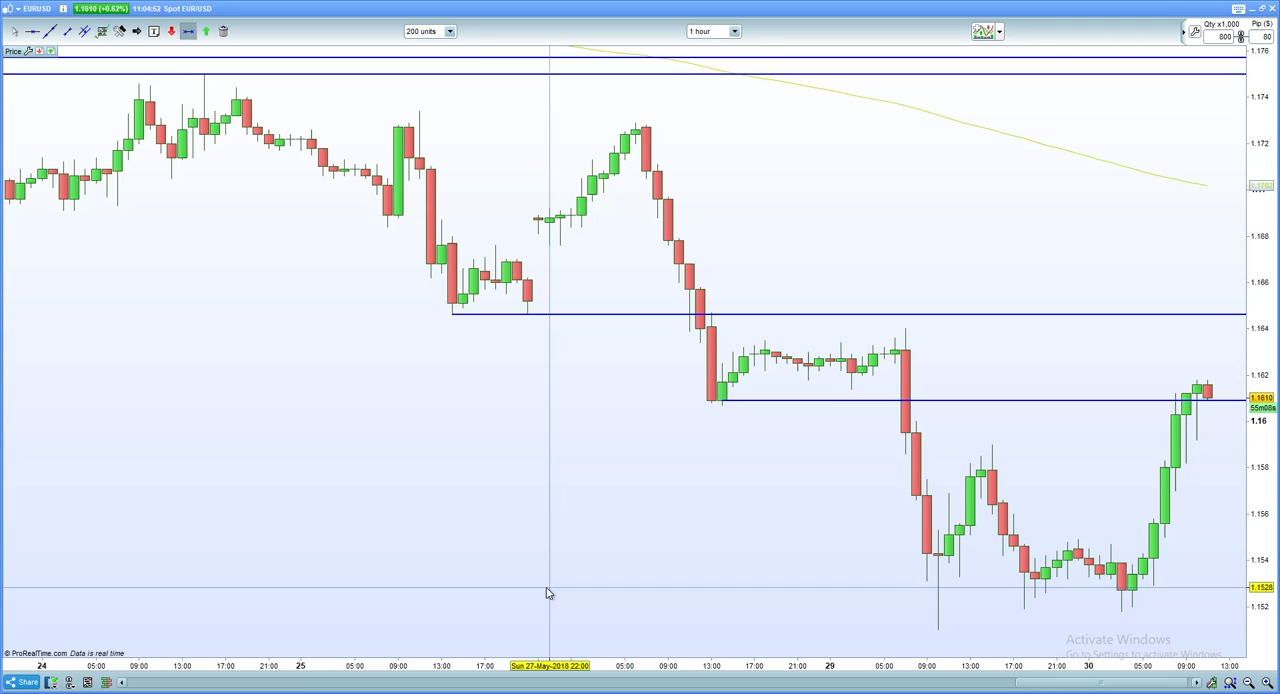 EURUSD 1.1610 (+0.62%) 11:04:52 Spot EUR/USD
200 units 1 hour Qty x1,000 Pip ($)
800 80
Price
1.176
1.174
1.172
1.1702
1.168
1.166
1.164
1.162
1.1610
55m08s
1.16
1.158
1.156
1.154
1.1528
1.152
Activate Windows
Go to Settings to activate Windows.
© ProRealTime.com Data is real time
24 05:00 09:00 13:00 17:00 21:00 25 05:00 09:00 13:00 17:00 Sun 27-May-2018 22:00 05:00 09:00 13:00 17:00 21:00 29 05:00 09:00 13:00 17:00 21:00 30 05:00 09:00 13:00
Share